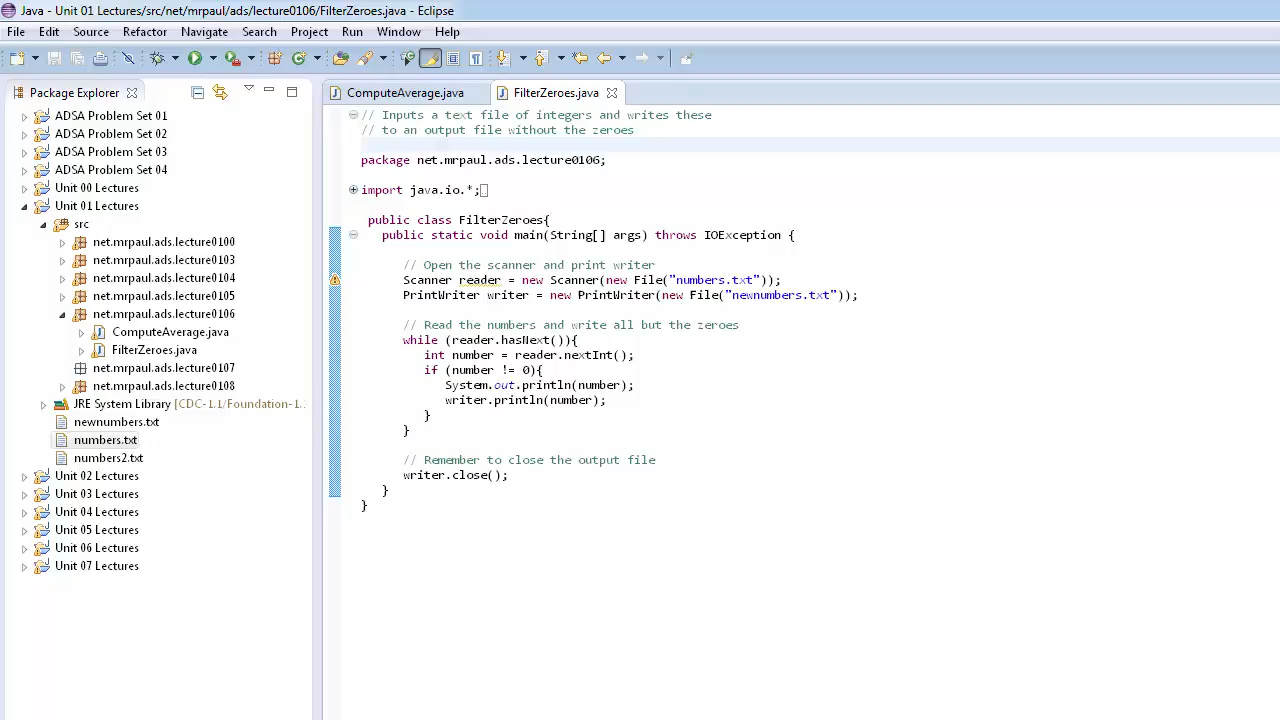 Java - Unit 01 Lectures/src/net/mrpaul/ads/lecture0106/FilterZeroes.java - Eclipse
File Edit Source Refactor Navigate Search Project Run Window Help
Package Explorer
ComputeAverage.java
FilterZeroes.java
ADSA Problem Set 01
ADSA Problem Set 02
ADSA Problem Set 03
ADSA Problem Set 04
Unit 00 Lectures
Unit 01 Lectures
src
net.mrpaul.ads.lecture0100
net.mrpaul.ads.lecture0103
net.mrpaul.ads.lecture0104
net.mrpaul.ads.lecture0105
net.mrpaul.ads.lecture0106
ComputeAverage.java
FilterZeroes.java
net.mrpaul.ads.lecture0107
net.mrpaul.ads.lecture0108
JRE System Library [CDC-1.1/Foundation-1.
newnumbers.txt
numbers.txt
numbers2.txt
Unit 02 Lectures
Unit 03 Lectures
Unit 04 Lectures
Unit 05 Lectures
Unit 06 Lectures
Unit 07 Lectures
// Inputs a text file of integers and writes these
// to an output file without the zeroes
package net.mrpaul.ads.lecture0106;
import java.io.*;
public class FilterZeroes{
public static void main(String[] args) throws IOException {
// Open the scanner and print writer
Scanner reader = new Scanner(new File("numbers.txt"));
PrintWriter writer = new PrintWriter(new File("newnumbers.txt"));
// Read the numbers and write all but the zeroes
while (reader.hasNext()){
int number = reader.nextInt();
if (number != 0){
System.out.println(number);
writer.println(number);
}
}
// Remember to close the output file
writer.close();
}
}